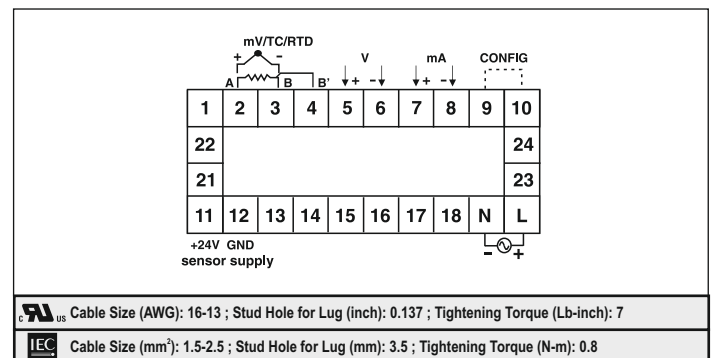 mV/TC/RTD
+ -
V mA CONFIG
A B B' + - + -
1 2 3 4 5 6 7 8 9 10
22 24
21 23
11 12 13 14 15 16 17 18 N L
+24V GND - +
sensor supply
c RU us Cable Size (AWG): 16-13 ; Stud Hole for Lug (inch): 0.137 ; Tightening Torque (Lb-inch): 7
IEC Cable Size (mm²): 1.5-2.5 ; Stud Hole for Lug (mm): 3.5 ; Tightening Torque (N-m): 0.8